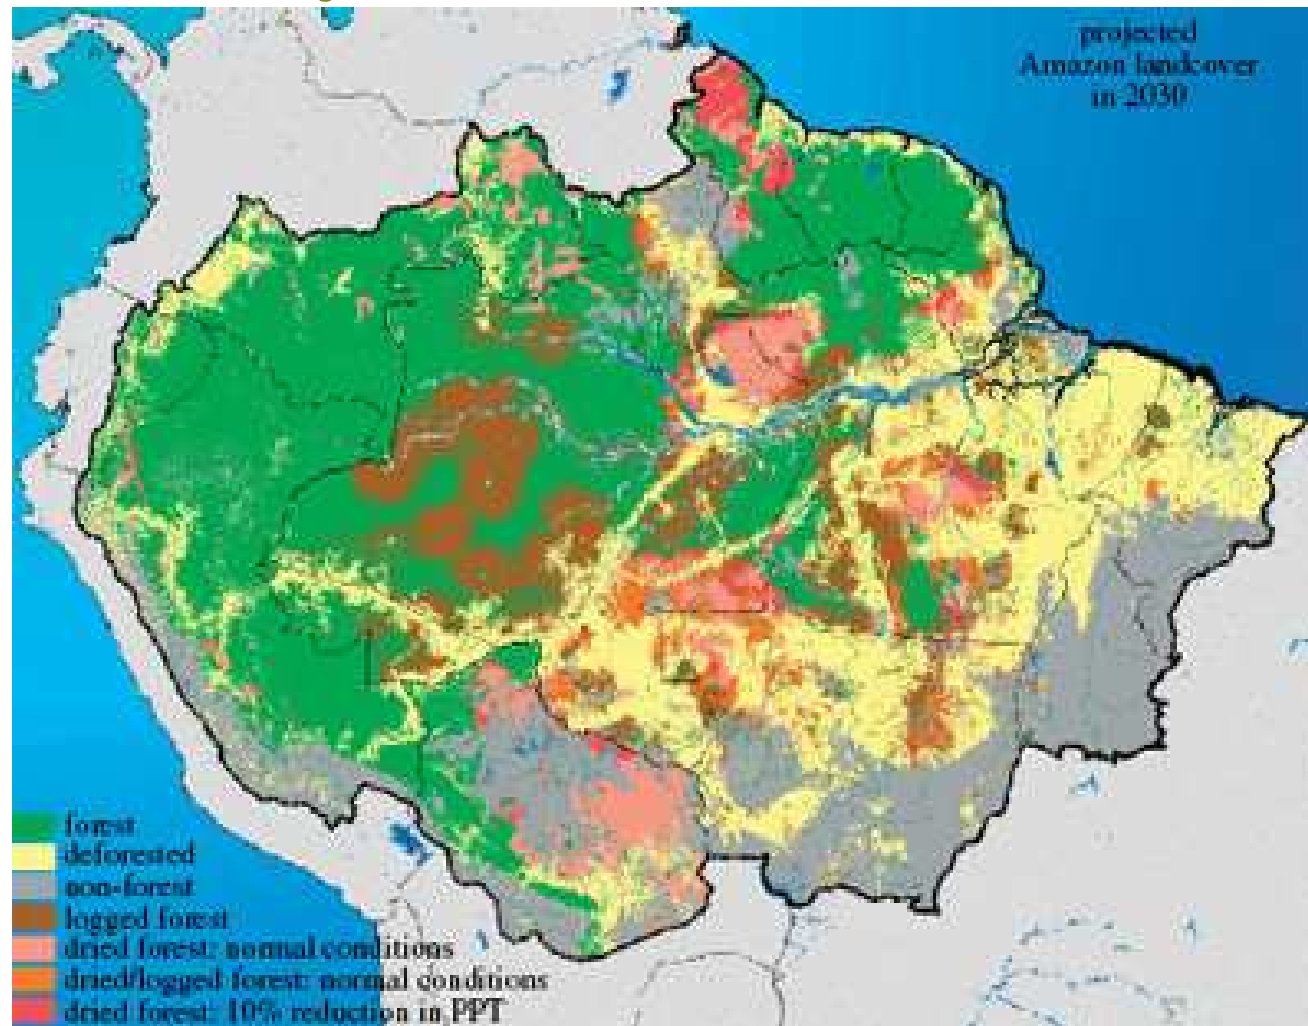 projected
Amazon landcover
in 2030
forest
deforested
non-forest
logged forest
dried forest: normal conditions
dried/logged forest: normal conditions
dried forest: 10% reduction in PPT